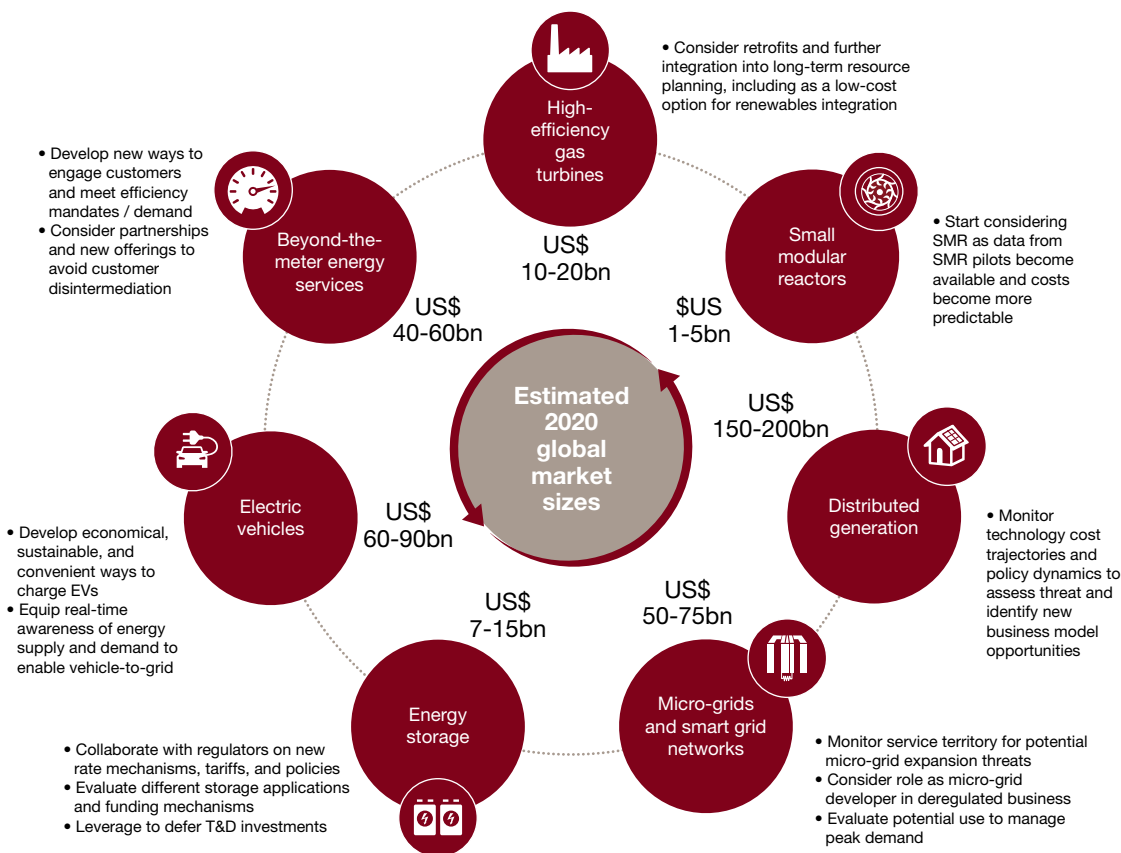 High-
efficiency
gas
turbines
US$
10-20bn
• Consider retrofits and further
integration into long-term resource
planning, including as a low-cost
option for renewables integration
Small
modular
reactors
$US
1-5bn
• Start considering
SMR as data from
SMR pilots become
available and costs
become more
predictable
Distributed
generation
US$
150-200bn
• Monitor
technology cost
trajectories and
policy dynamics to
assess threat and
identify new
business model
opportunities
Micro-grids
and smart grid
networks
US$
50-75bn
• Monitor service territory for potential
micro-grid expansion threats
• Consider role as micro-grid
developer in deregulated business
• Evaluate potential use to manage
peak demand
Energy
storage
US$
7-15bn
• Collaborate with regulators on new
rate mechanisms, tariffs, and policies
• Evaluate different storage applications
and funding mechanisms
• Leverage to defer T&D investments
Electric
vehicles
US$
60-90bn
• Develop economical,
sustainable, and
convenient ways to
charge EVs
• Equip real-time
awareness of energy
supply and demand to
enable vehicle-to-grid
Beyond-the-
meter energy
services
US$
40-60bn
• Develop new ways to
engage customers
and meet efficiency
mandates / demand
• Consider partnerships
and new offerings to
avoid customer
disintermediation
Estimated
2020
global
market
sizes